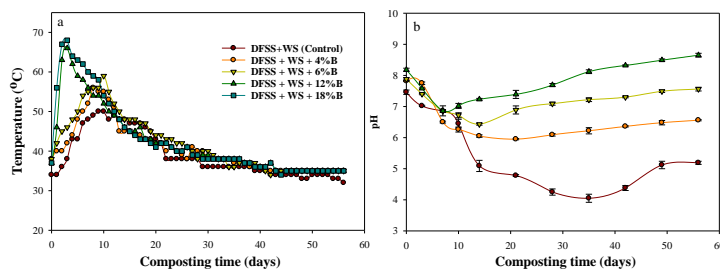 a
Temperature (°C)
70
60
50
40
30
20
0
10
20
30
40
50
60
Composting time (days)
DFSS+WS (Control)
DFSS + WS + 4%B
DFSS + WS + 6%B
DFSS + WS + 12%B
DFSS + WS + 18%B
b
pH
10
9
8
7
6
5
4
3
2
0
10
20
30
40
50
60
Composting time (days)